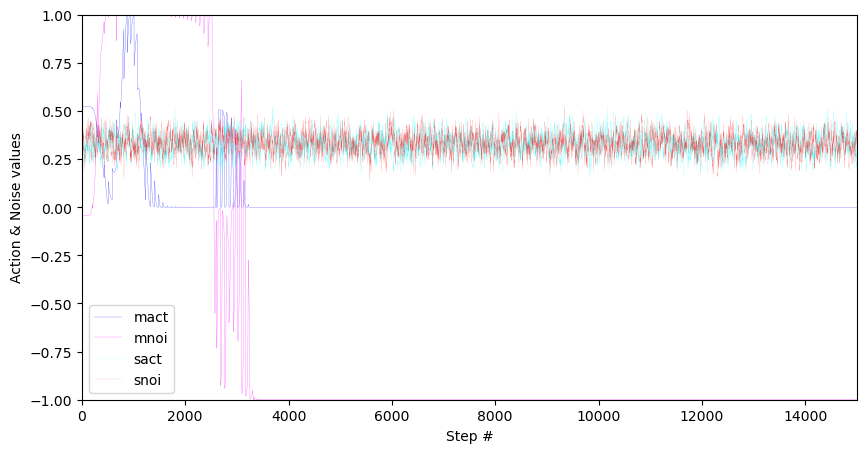 1.00
0.75
0.50
0.25
0.00
−0.25
−0.50
−0.75
−1.00
Action & Noise values
mact
mnoi
sact
snoi
0 2000 4000 6000 8000 10000 12000 14000
Step #